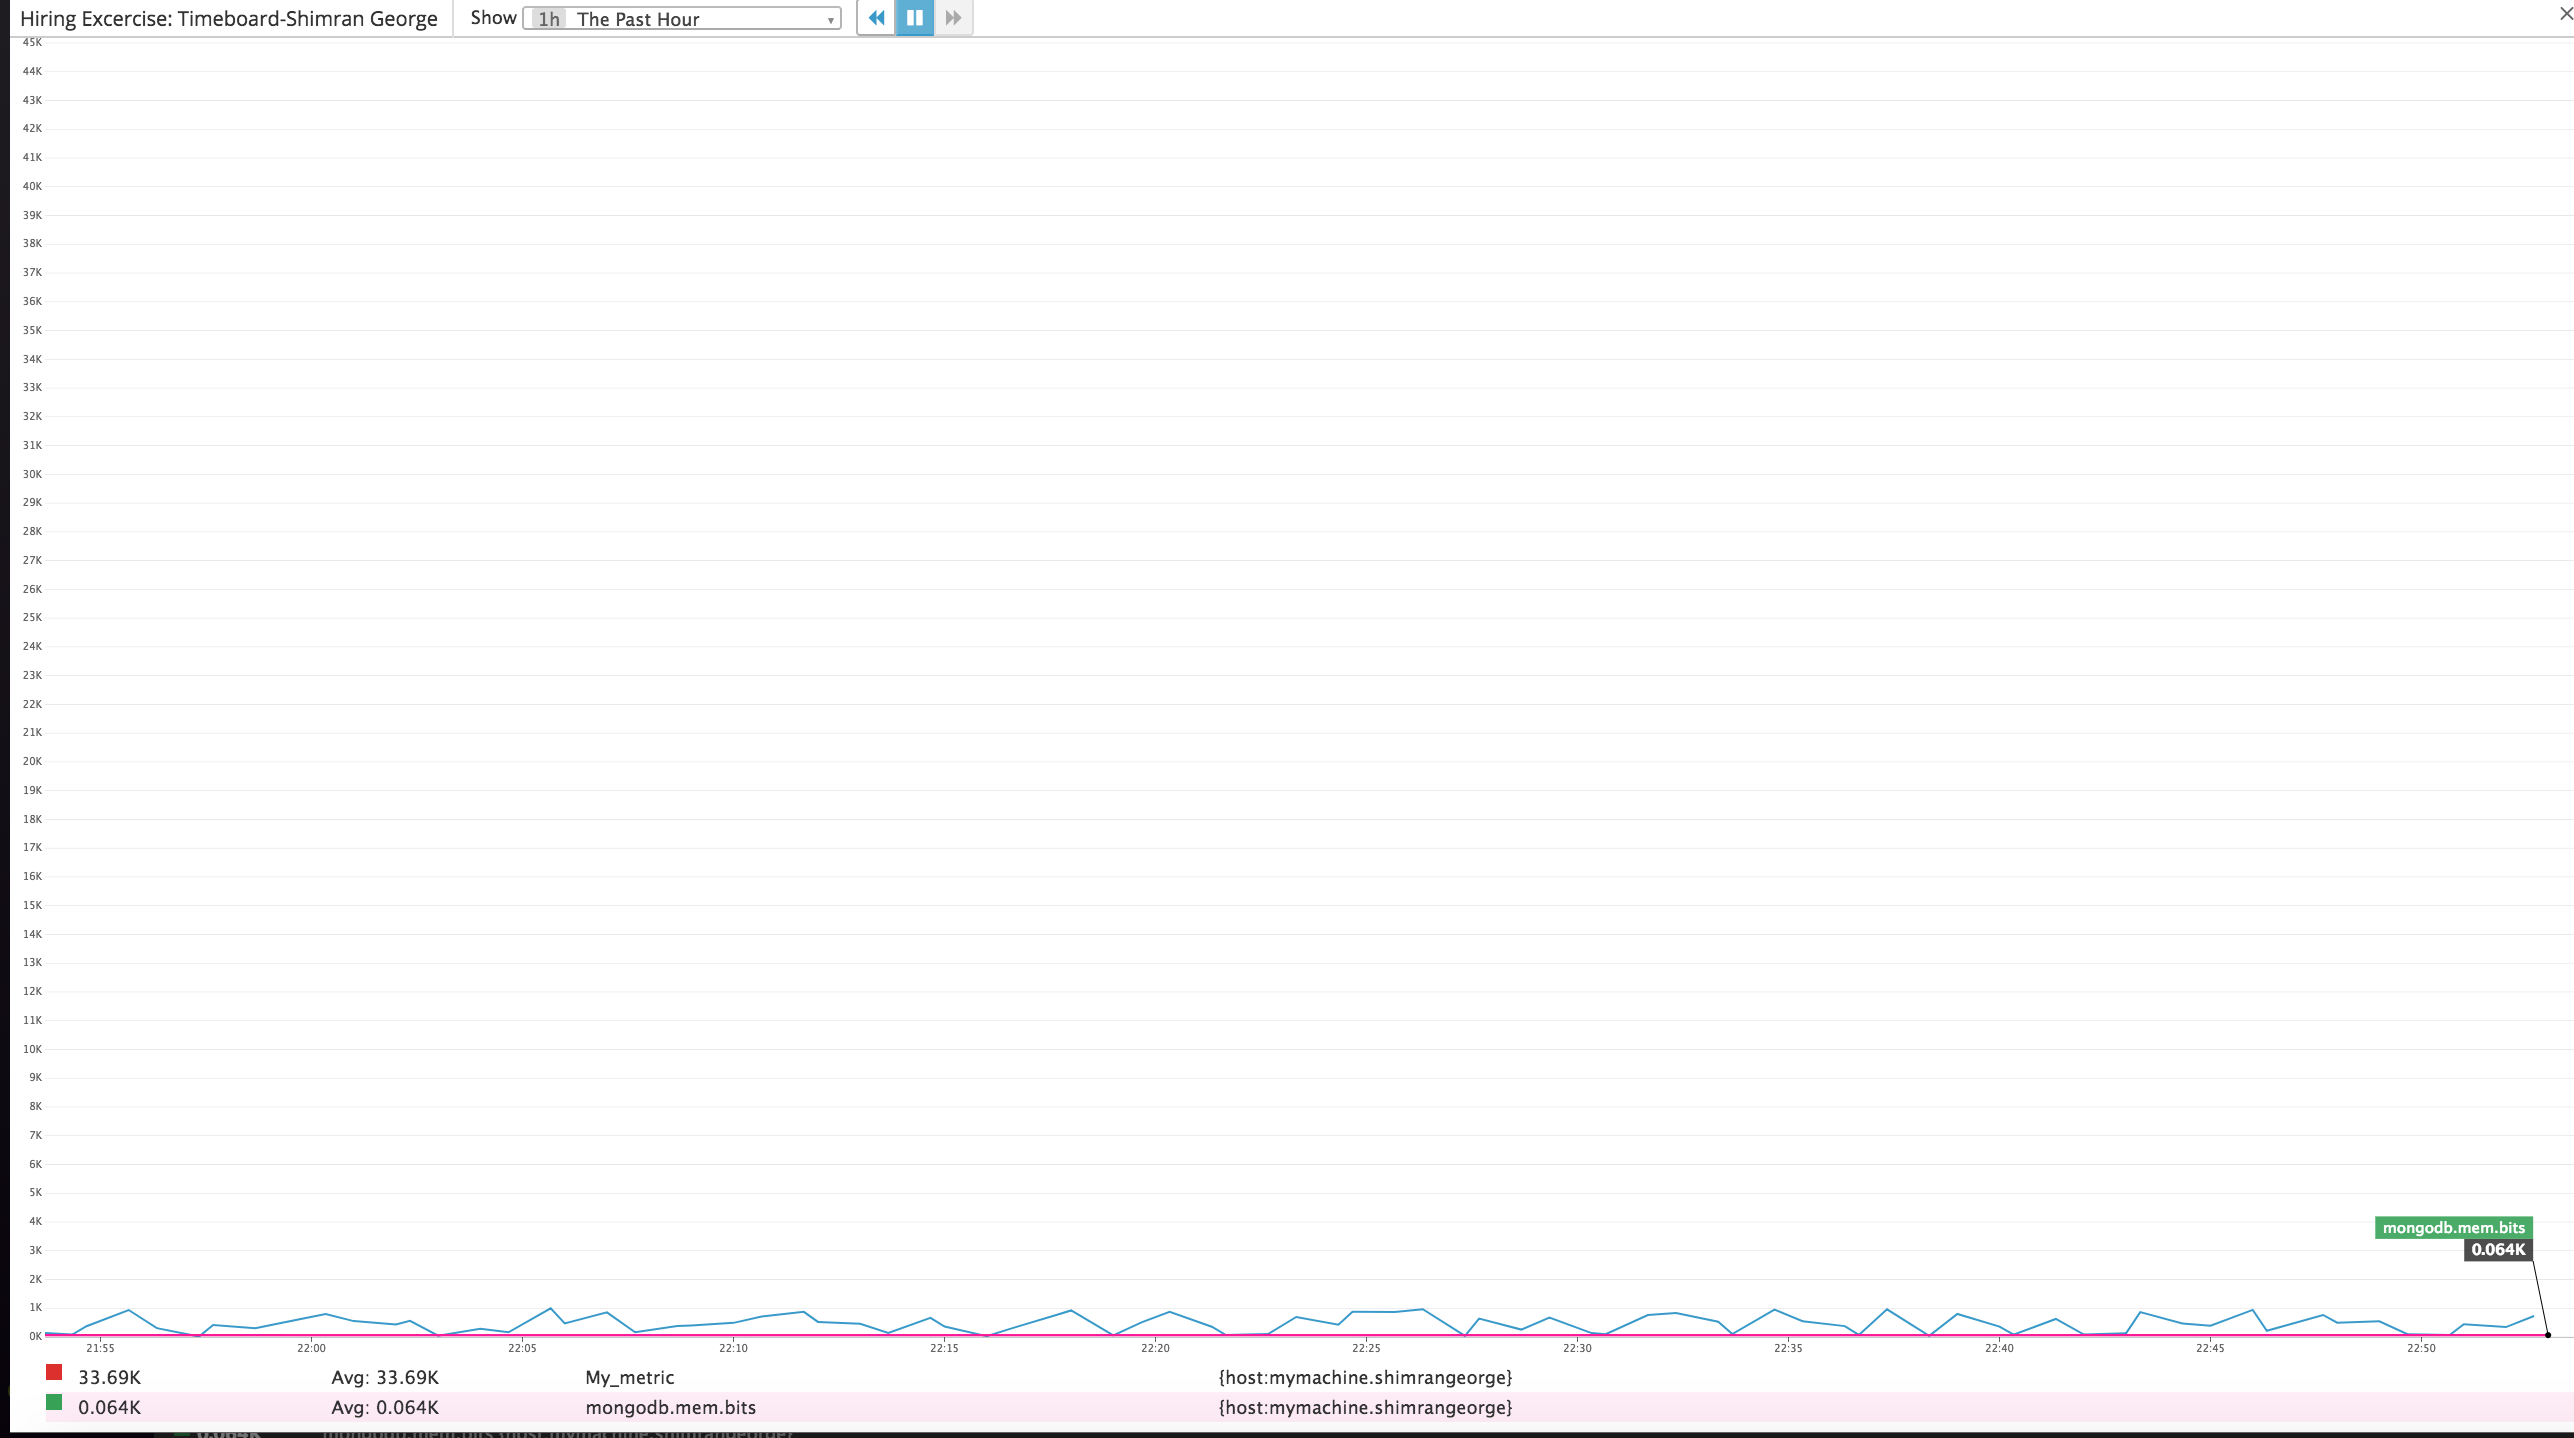 Hiring Excercise: Timeboard-Shimran George Show 1h The Past Hour
45K
44K
43K
42K
41K
40K
39K
38K
37K
36K
35K
34K
33K
32K
31K
30K
29K
28K
27K
26K
25K
24K
23K
22K
21K
20K
19K
18K
17K
16K
15K
14K
13K
12K
11K
10K
9K
8K
7K
6K
5K
4K
mongodb.mem.bits
3K
0.064K
2K
1K
0K
21:55 22:00 22:05 22:10 22:15 22:20 22:25 22:30 22:35 22:40 22:45 22:50
33.69K Avg: 33.69K My_metric {host:mymachine.shimrangeorge}
0.064K Avg: 0.064K mongodb.mem.bits {host:mymachine.shimrangeorge}